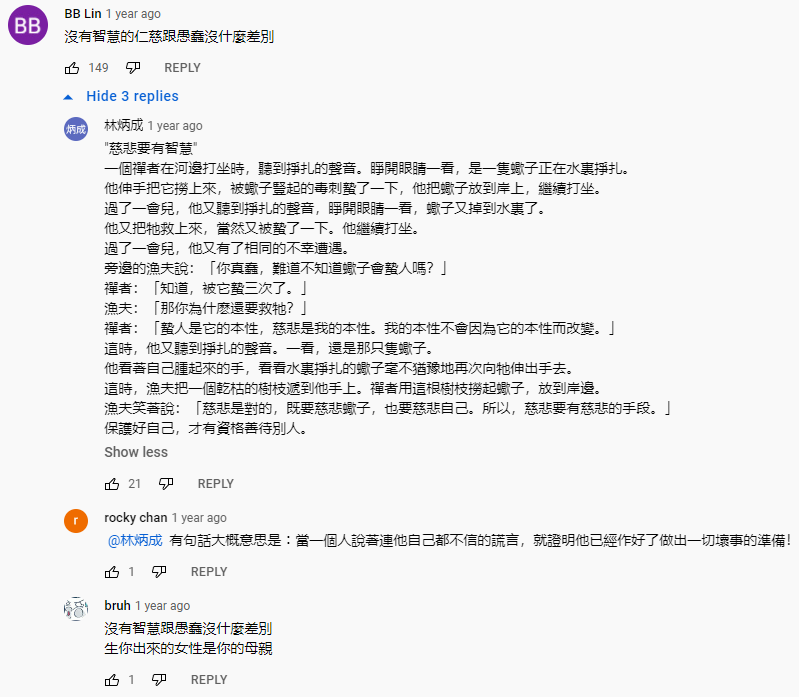 BB
BB Lin 1 year ago
沒有智慧的仁慈跟愚蠢沒什麼差別
149 REPLY
Hide 3 replies
炳成
林炳成 1 year ago
"慈悲要有智慧"
一個禪者在河邊打坐時，聽到掙扎的聲音。睜開眼睛一看，是一隻蠍子正在水裏掙扎。
他伸手把它撈上來，被蠍子豎起的毒刺蟄了一下，他把蠍子放到岸上，繼續打坐。
過了一會兒，他又聽到掙扎的聲音，睜開眼睛一看，蠍子又掉到水裏了。
他又把牠救上來，當然又被蟄了一下。他繼續打坐。
過了一會兒，他又有了相同的不幸遭遇。
旁邊的漁夫說：「你真蠢，難道不知道蠍子會蟄人嗎？」
禪者：「知道，被它蟄三次了。」
漁夫：「那你為什麽還要救牠？」
禪者：「蟄人是它的本性，慈悲是我的本性。我的本性不會因為它的本性而改變。」
這時，他又聽到掙扎的聲音。一看，還是那只隻蠍子。
他看著自己腫起來的手，看看水裏掙扎的蠍子毫不猶豫地再次向牠伸出手去。
這時，漁夫把一個乾枯的樹枝遞到他手上。禪者用這根樹枝撈起蠍子，放到岸邊。
漁夫笑著說：「慈悲是對的，既要慈悲蠍子，也要慈悲自己。所以，慈悲要有慈悲的手段。」
保護好自己，才有資格善待別人。
Show less
21 REPLY
r
rocky chan 1 year ago
@林炳成 有句話大概意思是：當一個人說著連他自己都不信的謊言，就證明他已經作好了做出一切壞事的準備！
1 REPLY
bruh 1 year ago
沒有智慧跟愚蠢沒什麼差別
生你出來的女性是你的母親
1 REPLY